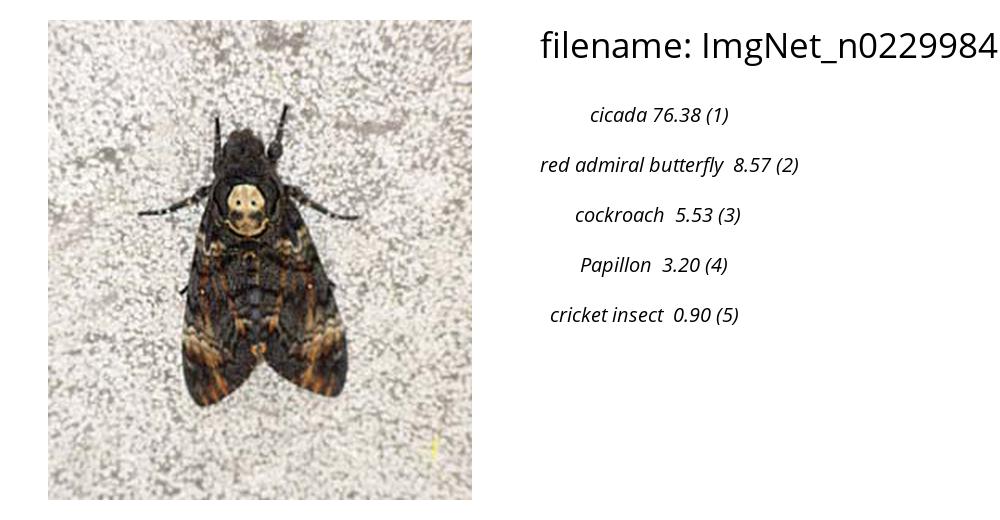 filename: ImgNet_n0229984
cicada 76.38 (1)
red admiral butterfly 8.57 (2)
cockroach 5.53 (3)
Papillon 3.20 (4)
cricket insect 0.90 (5)